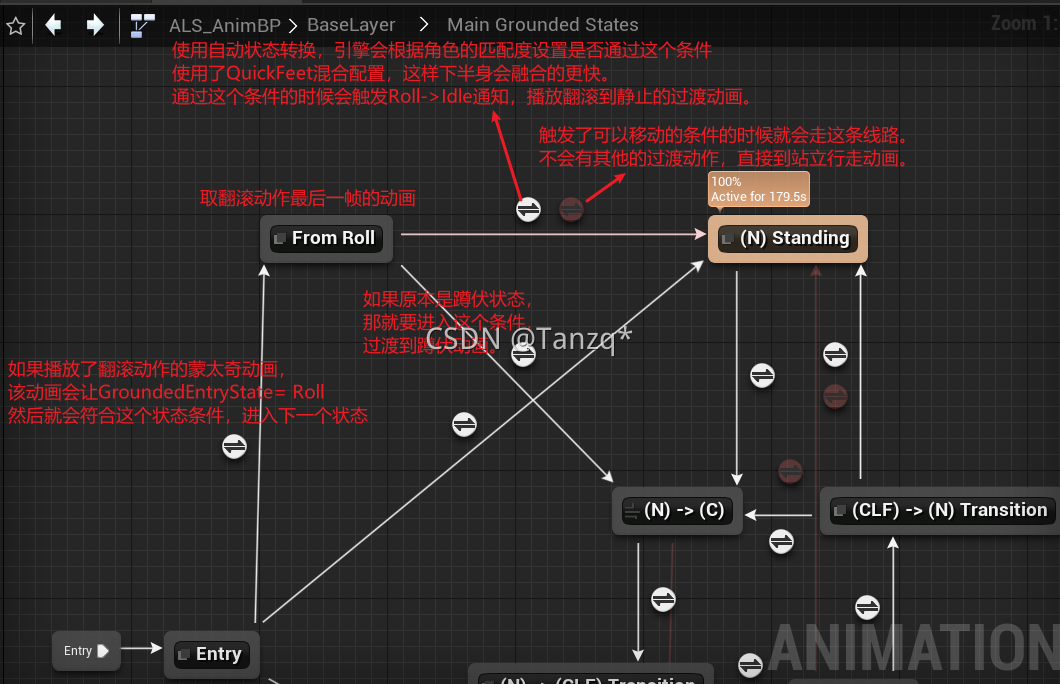 ALS_AnimBP > BaseLayer > Main Grounded States
Zoom 1:
使用自动状态转换，引擎会根据角色的匹配度设置是否通过这个条件
使用了QuickFeet混合配置，这样下半身会融合的更快。
通过这个条件的时候会触发Roll->Idle通知，播放翻滚到静止的过渡动画。
触发了可以移动的条件的时候就会走这条线路。
不会有其他的过渡动作，直接到站立行走动画。
100%
Active for 179.5s
取翻滚动作最后一帧的动画
From Roll
(N) Standing
如果原本是蹲伏状态，
那就要进入这个条件
过渡到蹲伏动画。
CSDN @Tanzq*
如果播放了翻滚动作的蒙太奇动画，
该动画会让GroundedEntryState= Roll
然后就会符合这个状态条件，进入下一个状态
(N) -> (C)
(CLF) -> (N) Transition
Entry
Entry
ANIMATION
(N) -> (CLF) Transition